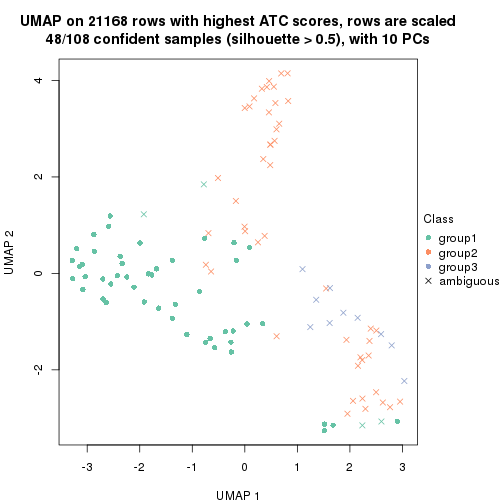 UMAP on 21168 rows with highest ATC scores, rows are scaled
48/108 confident samples (silhouette > 0.5), with 10 PCs
4
2
0
-2
UMAP 2
-3
-2
-1
0
1
2
3
UMAP 1
Class
group1
group2
group3
ambiguous